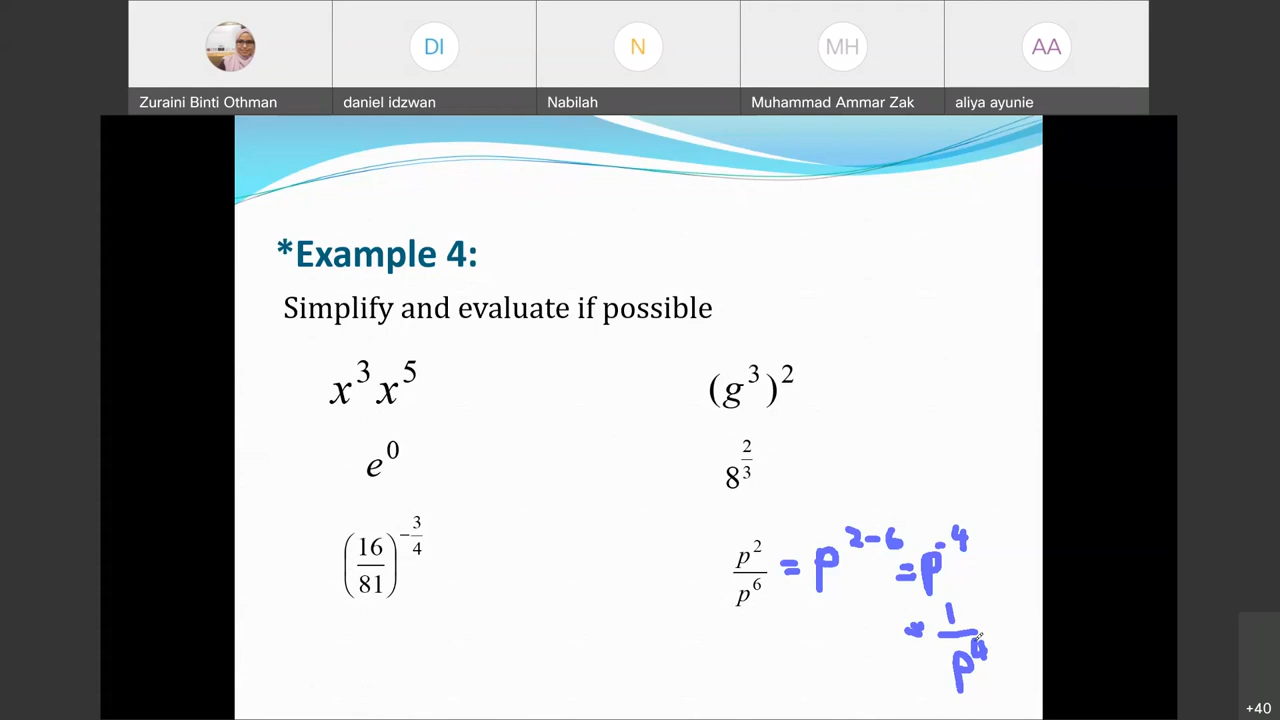 DI N MH AA
Zuraini Binti Othman daniel idzwan Nabilah Muhammad Ammar Zak aliya ayunie
*Example 4:
Simplify and evaluate if possible
x³x⁵ (g³)²
e⁰ 8^(2/3)
(16/81)^(-3/4) p²/p⁶ = p^(2-6) = p^(-4)
= 1/p⁴
+40